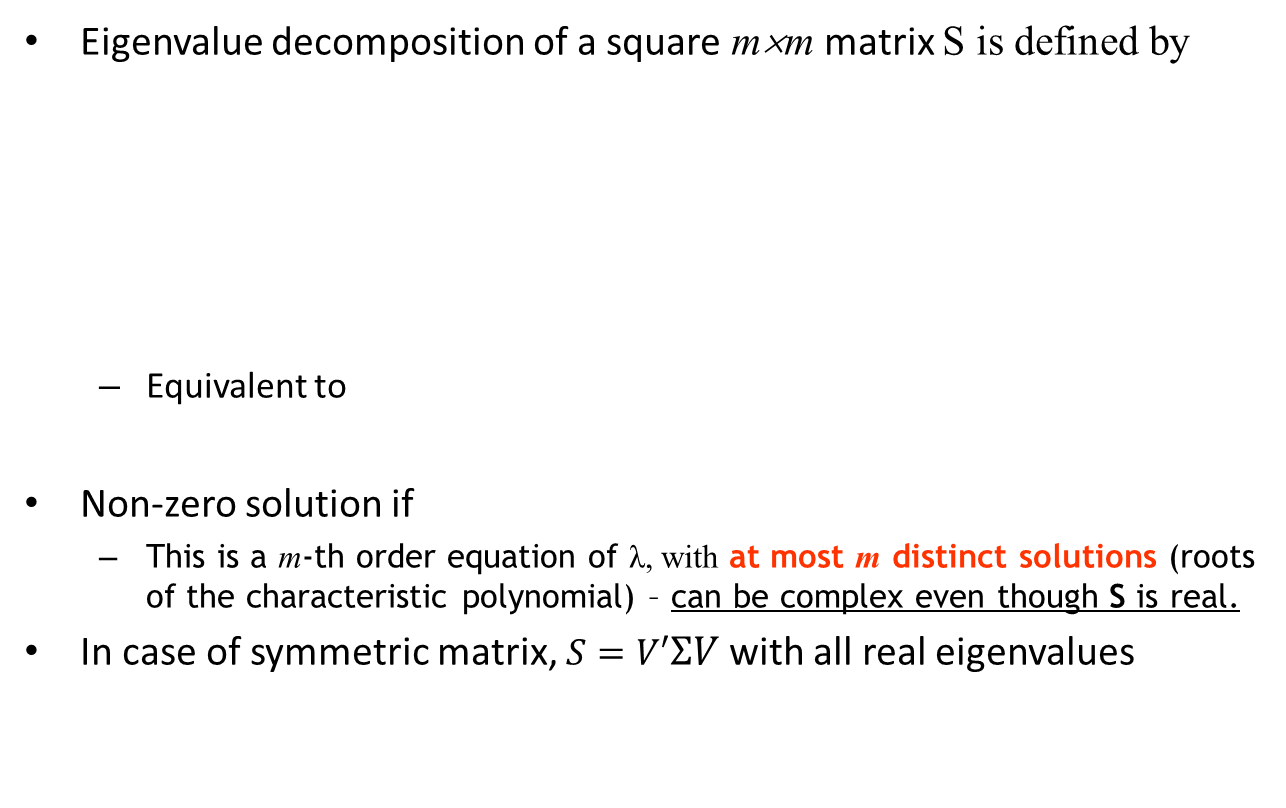 • Eigenvalue decomposition of a square m×m matrix S is defined by
– Equivalent to
• Non-zero solution if
– This is a m-th order equation of λ, with at most m distinct solutions (roots
of the characteristic polynomial) – can be complex even though S is real.
• In case of symmetric matrix, S = V′ΣV with all real eigenvalues